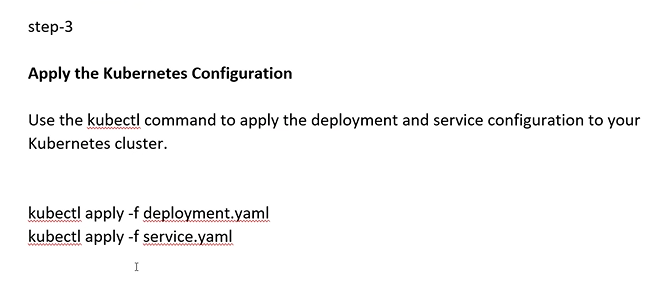 step-3
Apply the Kubernetes Configuration
Use the kubectl command to apply the deployment and service configuration to your
Kubernetes cluster.
kubectl apply -f deployment.yaml
kubectl apply -f service.yaml